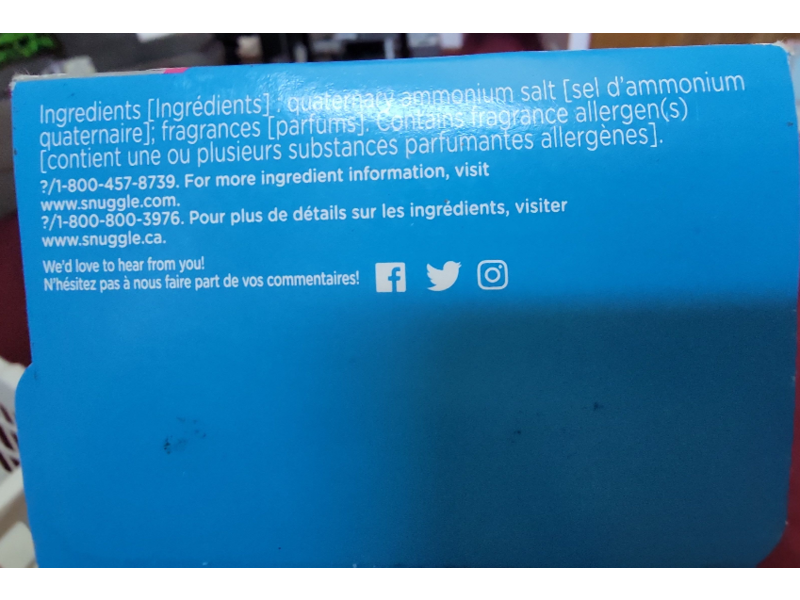 Ingredients [Ingrédients] : quaternary ammonium salt [sel d'ammonium
quaternaire]; fragrances [parfums]. Contains fragrance allergen(s)
[contient une ou plusieurs substances parfumantes allergènes].
?/1-800-457-8739. For more ingredient information, visit
www.snuggle.com.
?/1-800-800-3976. Pour plus de détails sur les ingrédients, visiter
www.snuggle.ca.
We'd love to hear from you!
N'hésitez pas à nous faire part de vos commentaires!